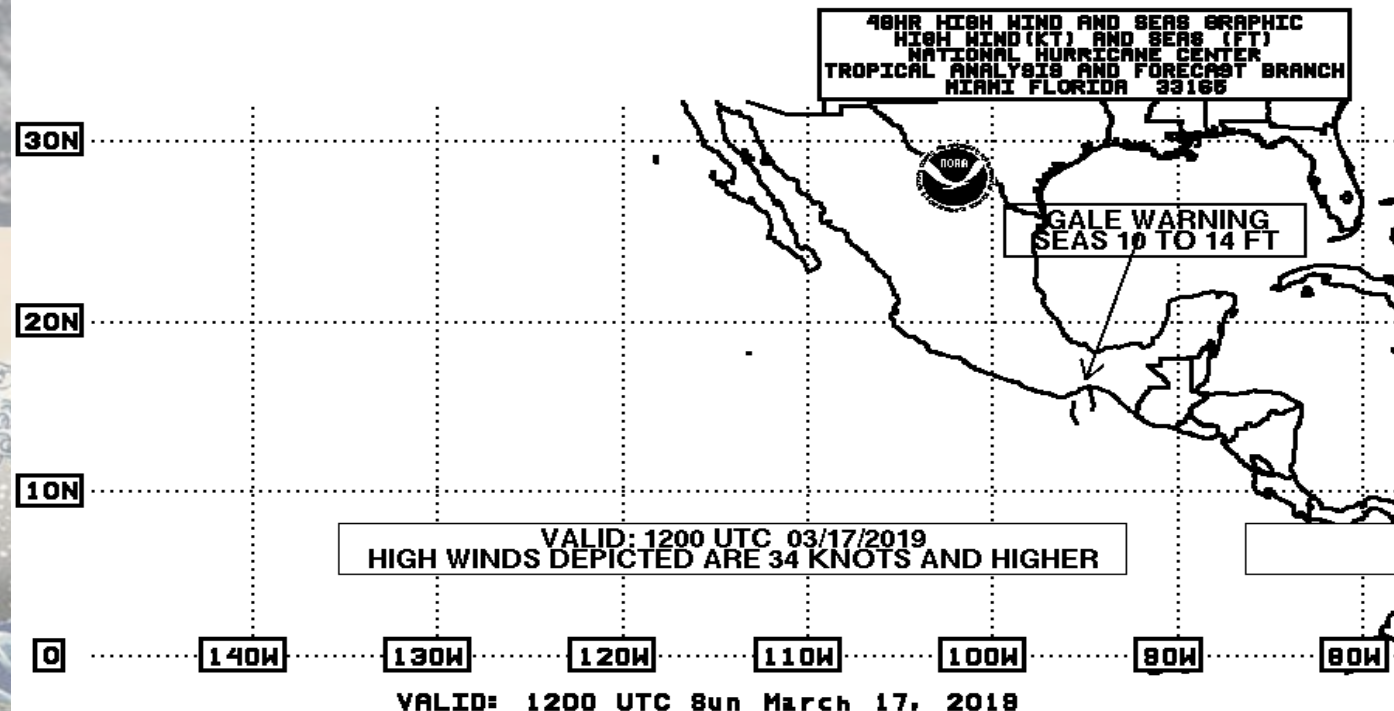 48HR HIGH WIND AND SEAS GRAPHIC
HIGH WIND(KT) AND SEAS (FT)
NATIONAL HURRICANE CENTER
TROPICAL ANALYSIS AND FORECAST BRANCH
MIAMI FLORIDA 33165
30N
NOAA
GALE WARNING
SEAS 10 TO 14 FT
20N
10N
VALID: 1200 UTC 03/17/2019
HIGH WINDS DEPICTED ARE 34 KNOTS AND HIGHER
0
140W
130W
120W
110W
100W
90W
80W
VALID: 1200 UTC Sun March 17, 2019